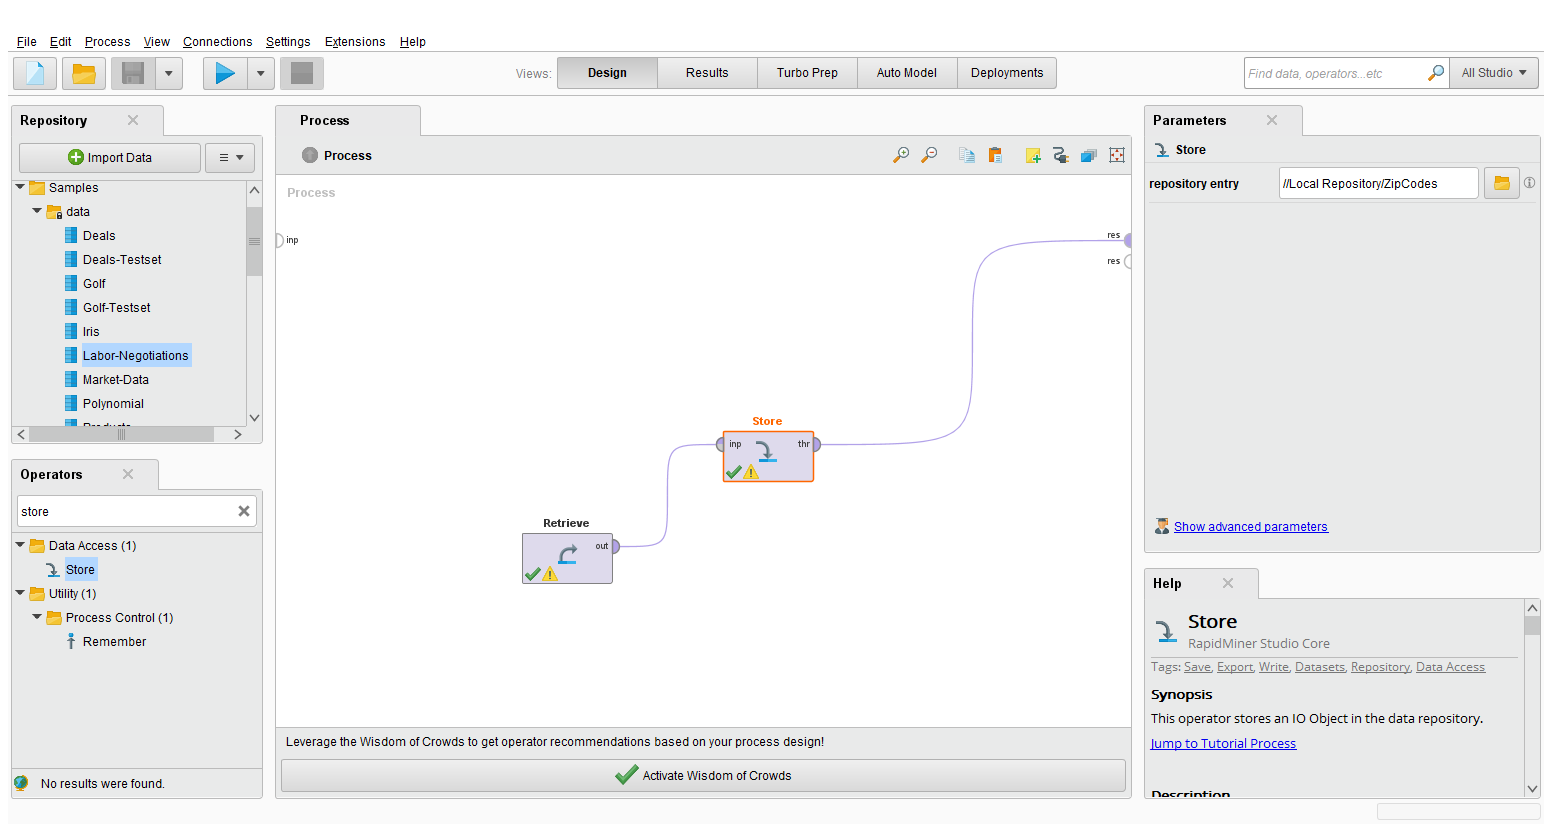 File Edit Process View Connections Settings Extensions Help
Views: Design Results Turbo Prep Auto Model Deployments
Find data, operators...etc
All Studio
Repository
Import Data
Samples
data
Deals
Deals-Testset
Golf
Golf-Testset
Iris
Labor-Negotiations
Market-Data
Polynomial
Products
Operators
store
Data Access (1)
Store
Utility (1)
Process Control (1)
Remember
No results were found.
Process
Process
Process
inp
res
res
Store
inp thr
Retrieve
out
Leverage the Wisdom of Crowds to get operator recommendations based on your process design!
Activate Wisdom of Crowds
Parameters
Store
repository entry //Local Repository/ZipCodes
Show advanced parameters
Help
Store
RapidMiner Studio Core
Tags: Save, Export, Write, Datasets, Repository, Data Access
Synopsis
This operator stores an IO Object in the data repository.
Jump to Tutorial Process
Description